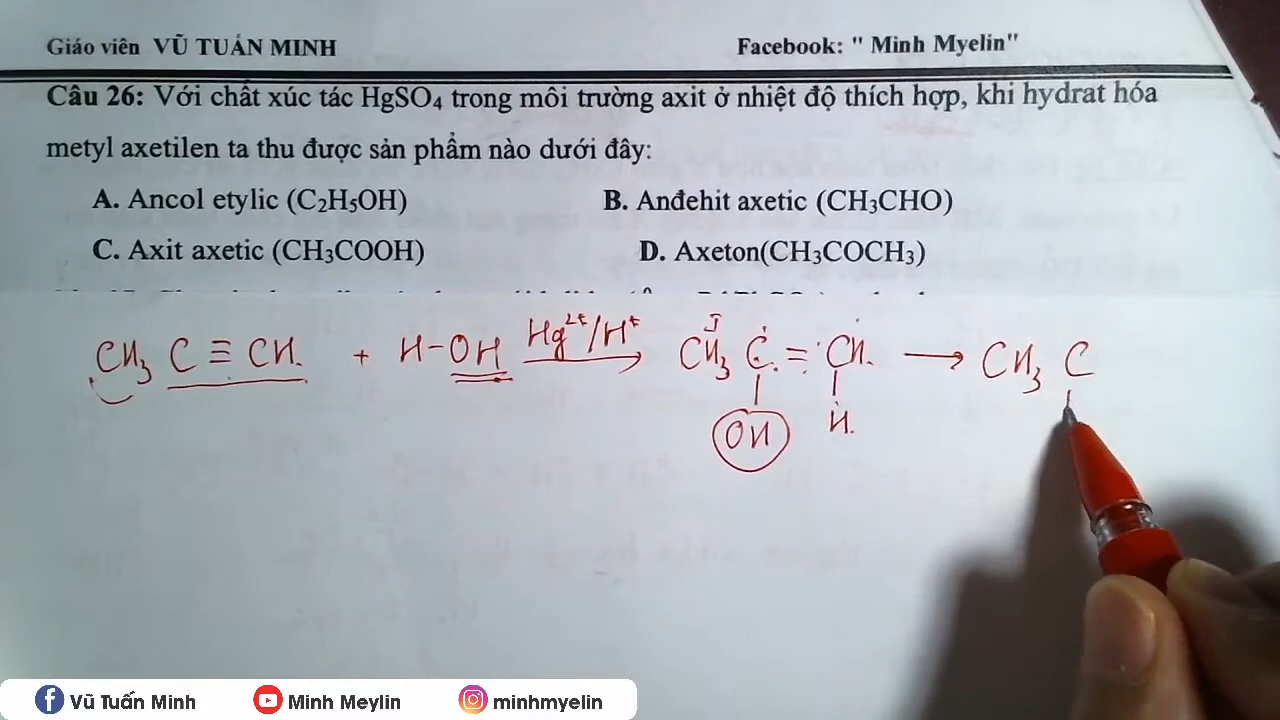 Giáo viên VŨ TUẤN MINH
Facebook: " Minh Myelin"
Câu 26: Với chất xúc tác HgSO₄ trong môi trường axit ở nhiệt độ thích hợp, khi hydrat hóa
metyl axetilen ta thu được sản phẩm nào dưới đây:
A. Ancol etylic (C₂H₅OH) B. Anđehit axetic (CH₃CHO)
C. Axit axetic (CH₃COOH) D. Axeton(CH₃COCH₃)
CH₃ C ≡ CH + H-OH Hg²⁺/H⁺ → CH₃ C = CH → CH₃ C
OH H
Vũ Tuấn Minh Minh Meylin minhmyelin